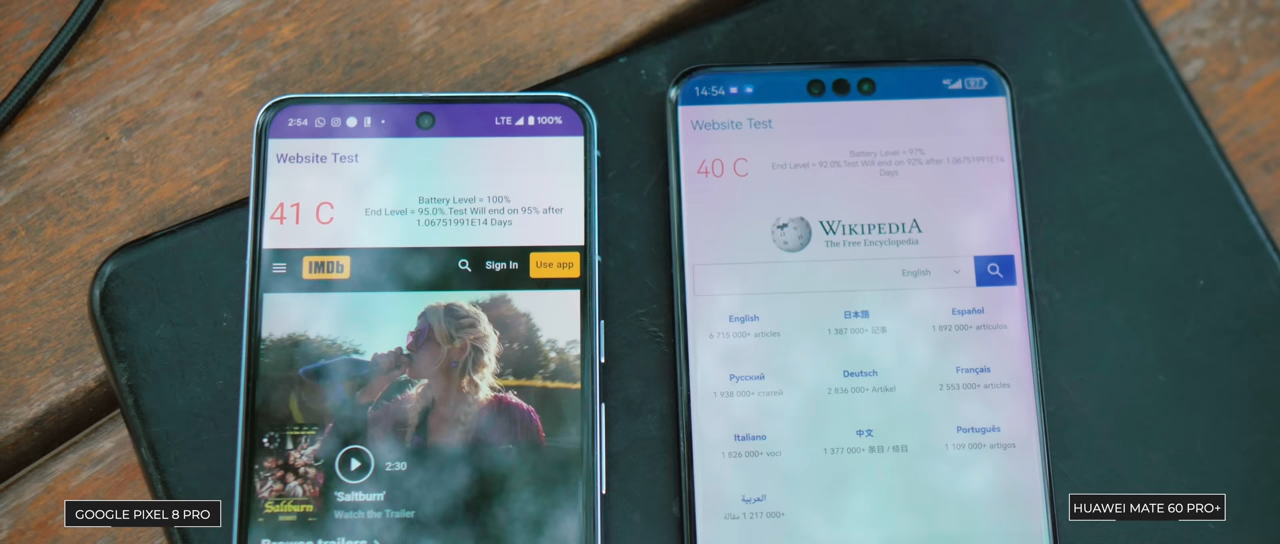 2:54
LTE 100%
Website Test
41 C
Battery Level = 100%
End Level = 95.0%.Test Will end on 95% after
1.06751991E14 Days
IMDb
Sign In
Use app
Saltburn
2:30
'Saltburn'
Watch the Trailer
Browse trailers
GOOGLE PIXEL 8 PRO
14:54
Website Test
40 C
Battery Level = 97%
End Level = 92.0%.Test Will end on 92% after 1.06751991E14
Days
WIKIPEDIA
The Free Encyclopedia
English
English
6 715 000+ articles
日本語
1 387 000+ 記事
Español
1 892 000+ artículos
Русский
1 938 000+ статей
Deutsch
2 836 000+ Artikel
Français
2 553 000+ articles
Italiano
1 826 000+ voci
中文
1 377 000+ 条目 / 條目
Português
1 109 000+ artigos
العربية
1 217 000+ مقالة
HUAWEI MATE 60 PRO+